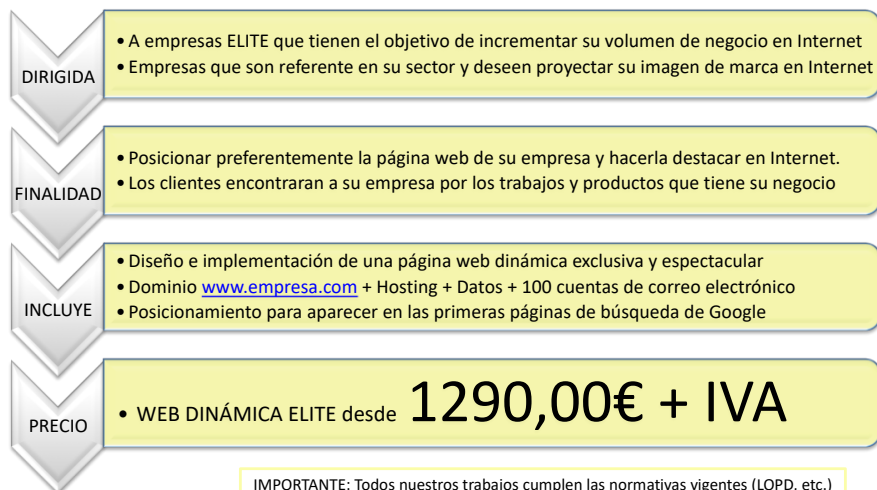 DIRIGIDA
• A empresas ELITE que tienen el objetivo de incrementar su volumen de negocio en Internet
• Empresas que son referente en su sector y deseen proyectar su imagen de marca en Internet
FINALIDAD
• Posicionar preferentemente la página web de su empresa y hacerla destacar en Internet.
• Los clientes encontraran a su empresa por los trabajos y productos que tiene su negocio
INCLUYE
• Diseño e implementación de una página web dinámica exclusiva y espectacular
• Dominio www.empresa.com + Hosting + Datos + 100 cuentas de correo electrónico
• Posicionamiento para aparecer en las primeras páginas de búsqueda de Google
PRECIO
• WEB DINÁMICA ELITE desde 1290,00€ + IVA
IMPORTANTE: Todos nuestros trabajos cumplen las normativas vigentes (LOPD, etc.)